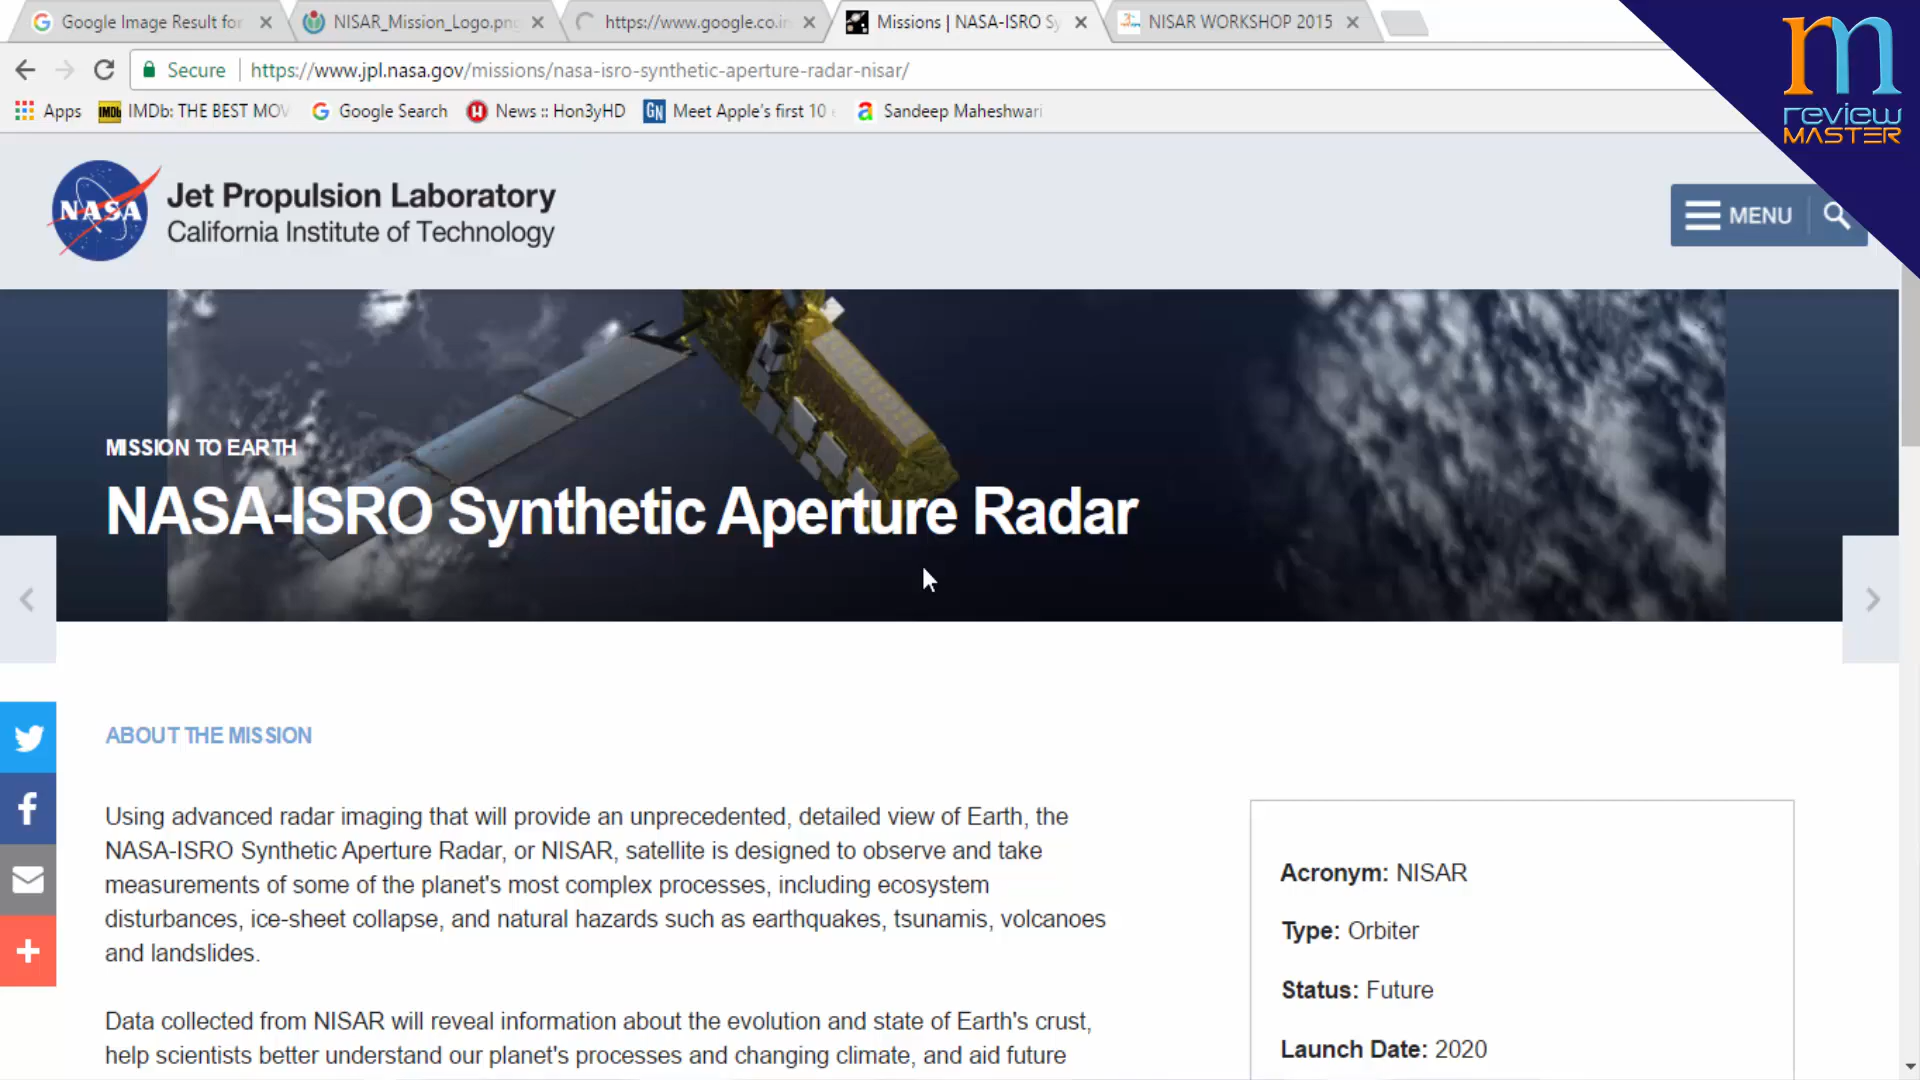 Google Image Result for
NISAR_Mission_Logo.png
https://www.google.co.in
Missions | NASA-ISRO Sy
NISAR WORKSHOP 2015
Secure
https://www.jpl.nasa.gov/missions/nasa-isro-synthetic-aperture-radar-nisar/
Apps
IMDb
IMDb: THE BEST MOV
Google Search
News :: Hon3yHD
GN
Meet Apple's first 10
a
Sandeep Maheshwari
m
review
MASTER
NASA
Jet Propulsion Laboratory
California Institute of Technology
MENU
MISSION TO EARTH
NASA-ISRO Synthetic Aperture Radar
ABOUT THE MISSION
Using advanced radar imaging that will provide an unprecedented, detailed view of Earth, the
NASA-ISRO Synthetic Aperture Radar, or NISAR, satellite is designed to observe and take
measurements of some of the planet's most complex processes, including ecosystem
disturbances, ice-sheet collapse, and natural hazards such as earthquakes, tsunamis, volcanoes
and landslides.
Data collected from NISAR will reveal information about the evolution and state of Earth's crust,
help scientists better understand our planet's processes and changing climate, and aid future
Acronym: NISAR
Type: Orbiter
Status: Future
Launch Date: 2020